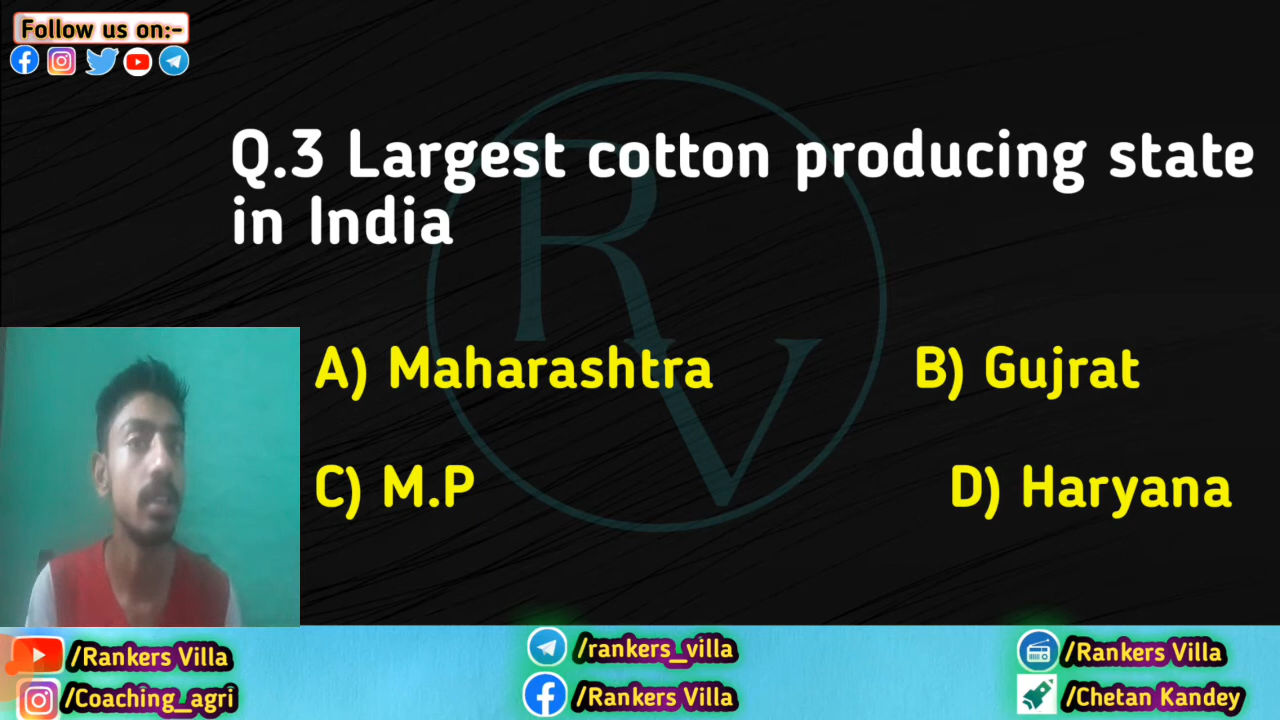 Follow us on:-
Q.3 Largest cotton producing state
in India
RV
A) Maharashtra
B) Gujrat
C) M.P
D) Haryana
/Rankers Villa
/rankers_villa
/Rankers Villa
/Coaching_agri
/Rankers Villa
/Chetan Kandey